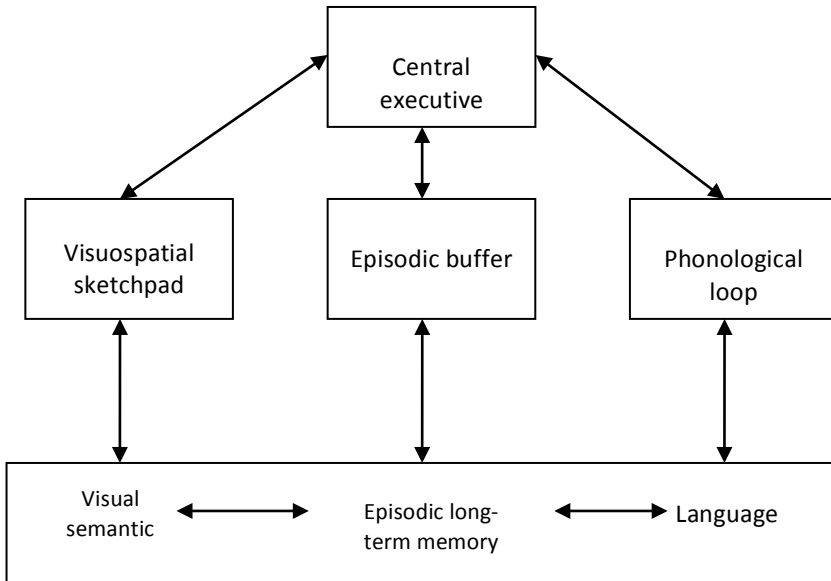 Central
executive
Visuospatial
sketchpad
Episodic buffer
Phonological
loop
Visual
semantic
Episodic long-
term memory
Language